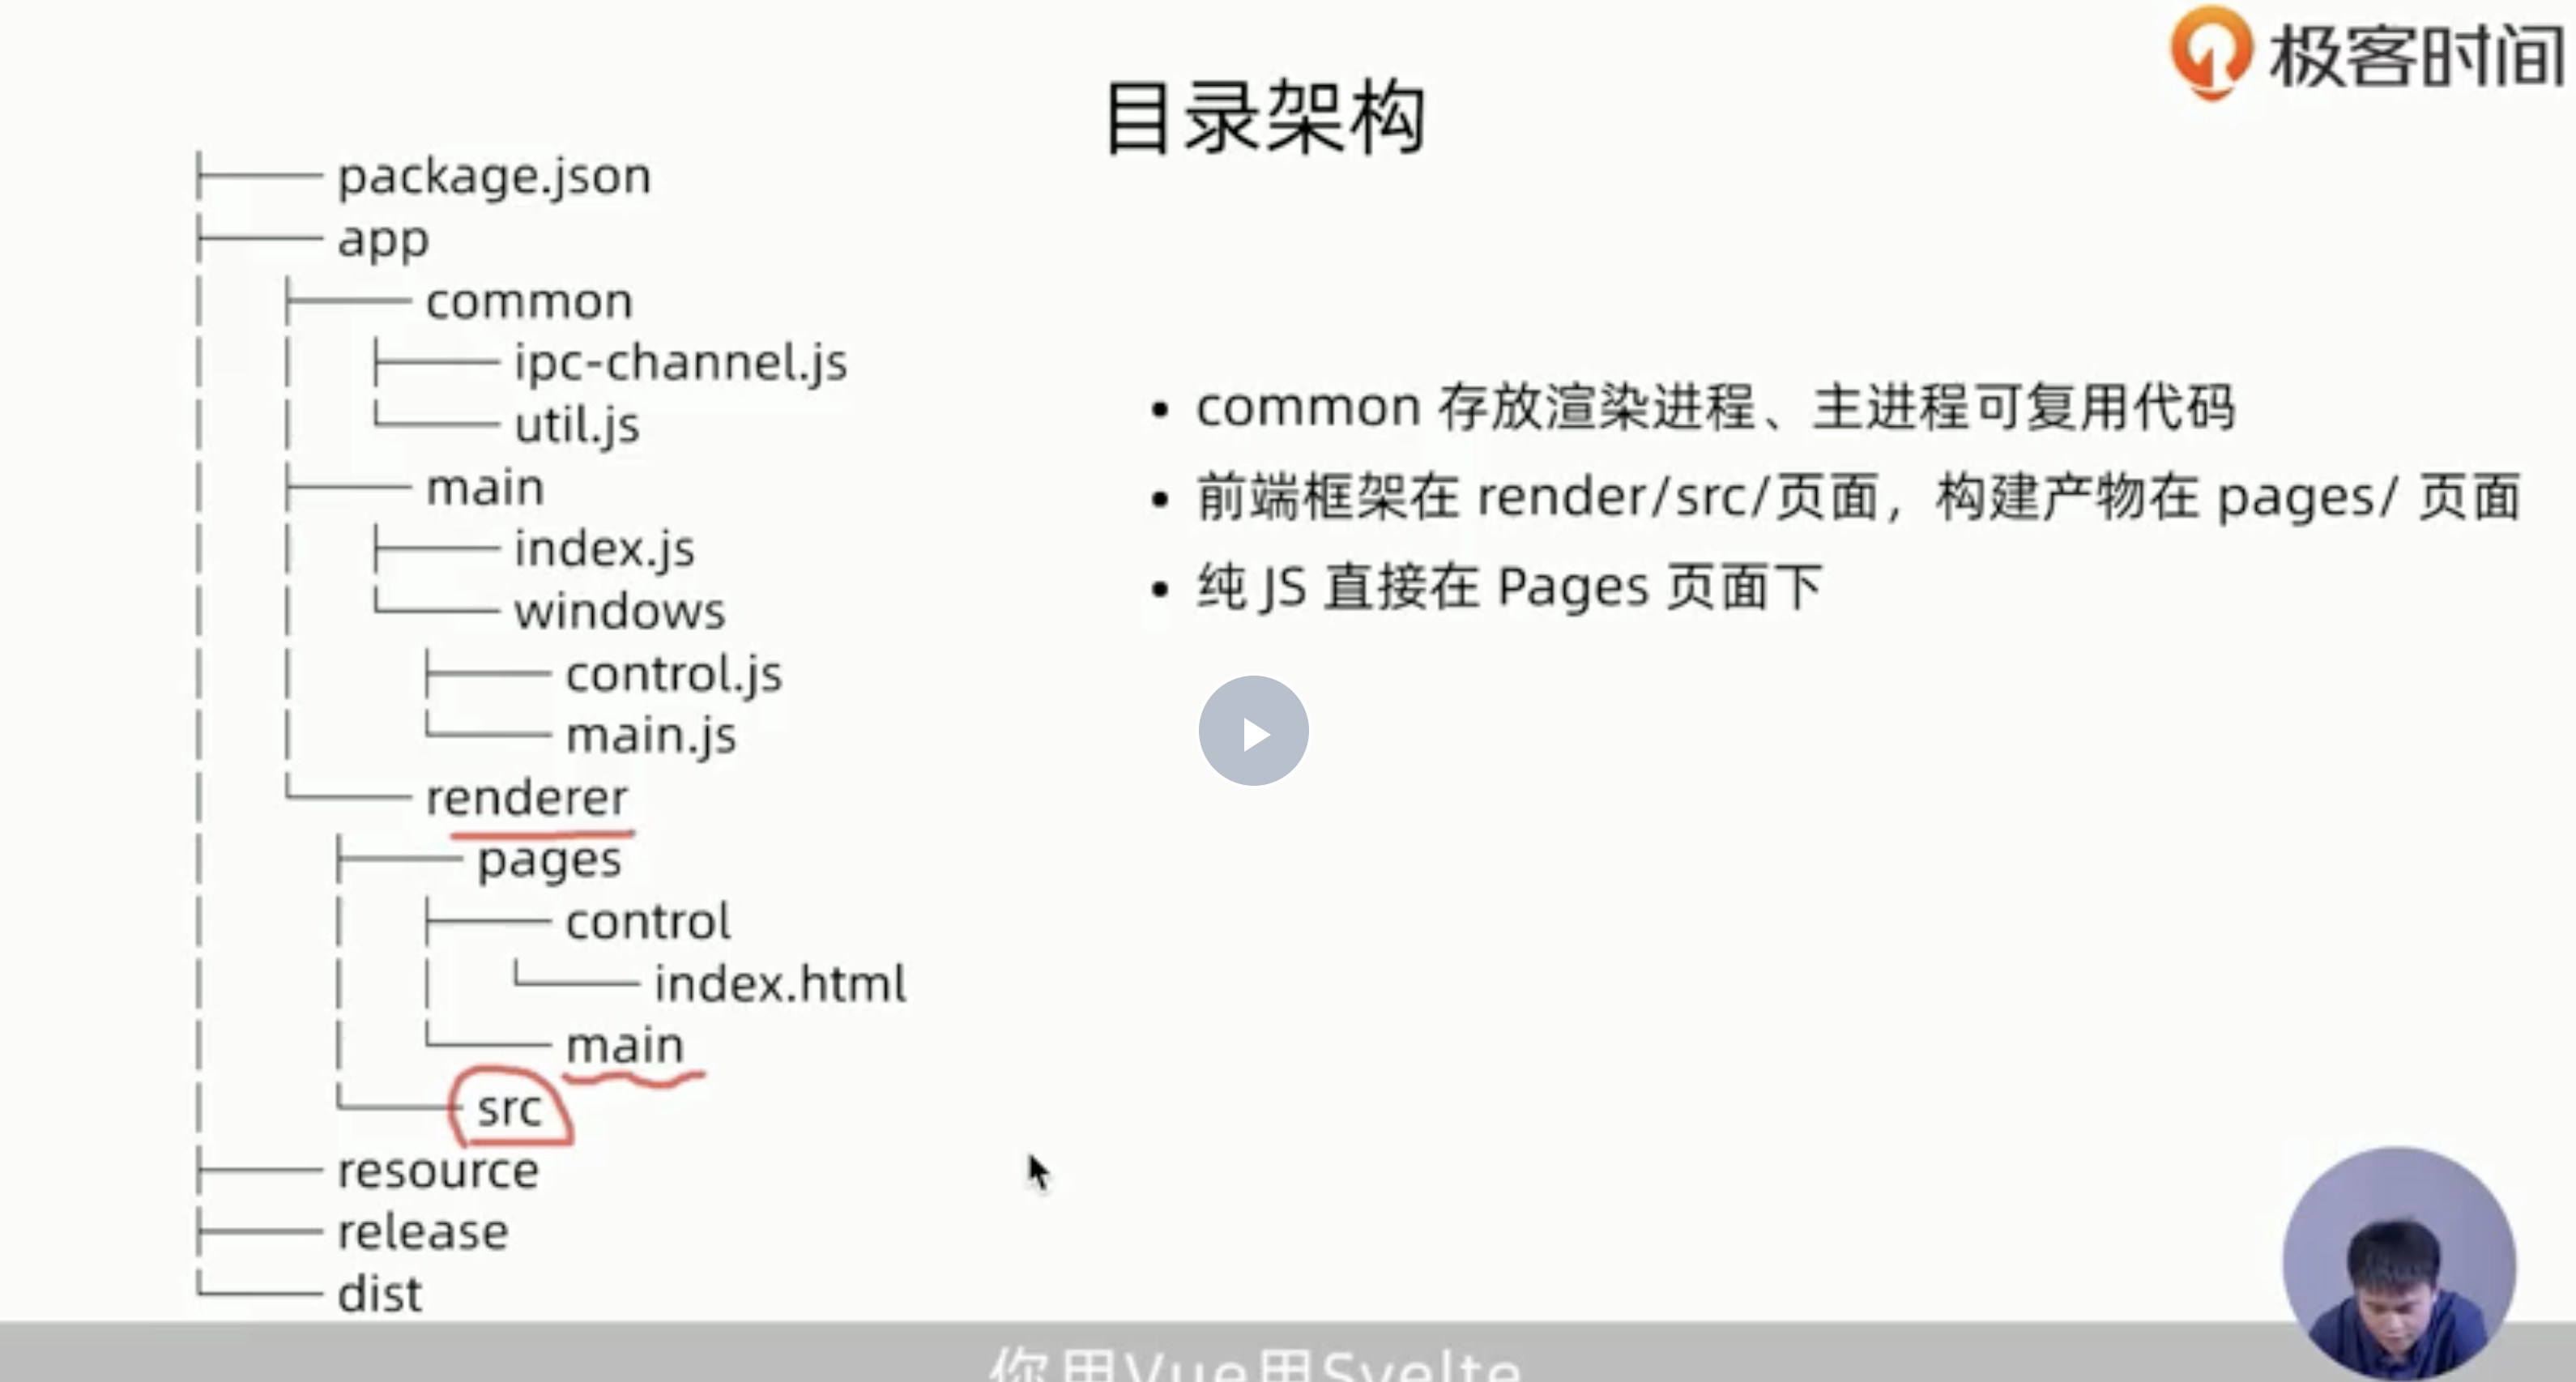 极客时间
目录架构
package.json
app
common
ipc-channel.js
util.js
main
index.js
windows
control.js
main.js
renderer
pages
control
index.html
main
src
resource
release
dist
• common 存放渲染进程、主进程可复用代码
• 前端框架在 render/src/页面，构建产物在 pages/ 页面
• 纯 JS 直接在 Pages 页面下
你用Vue用Svelte